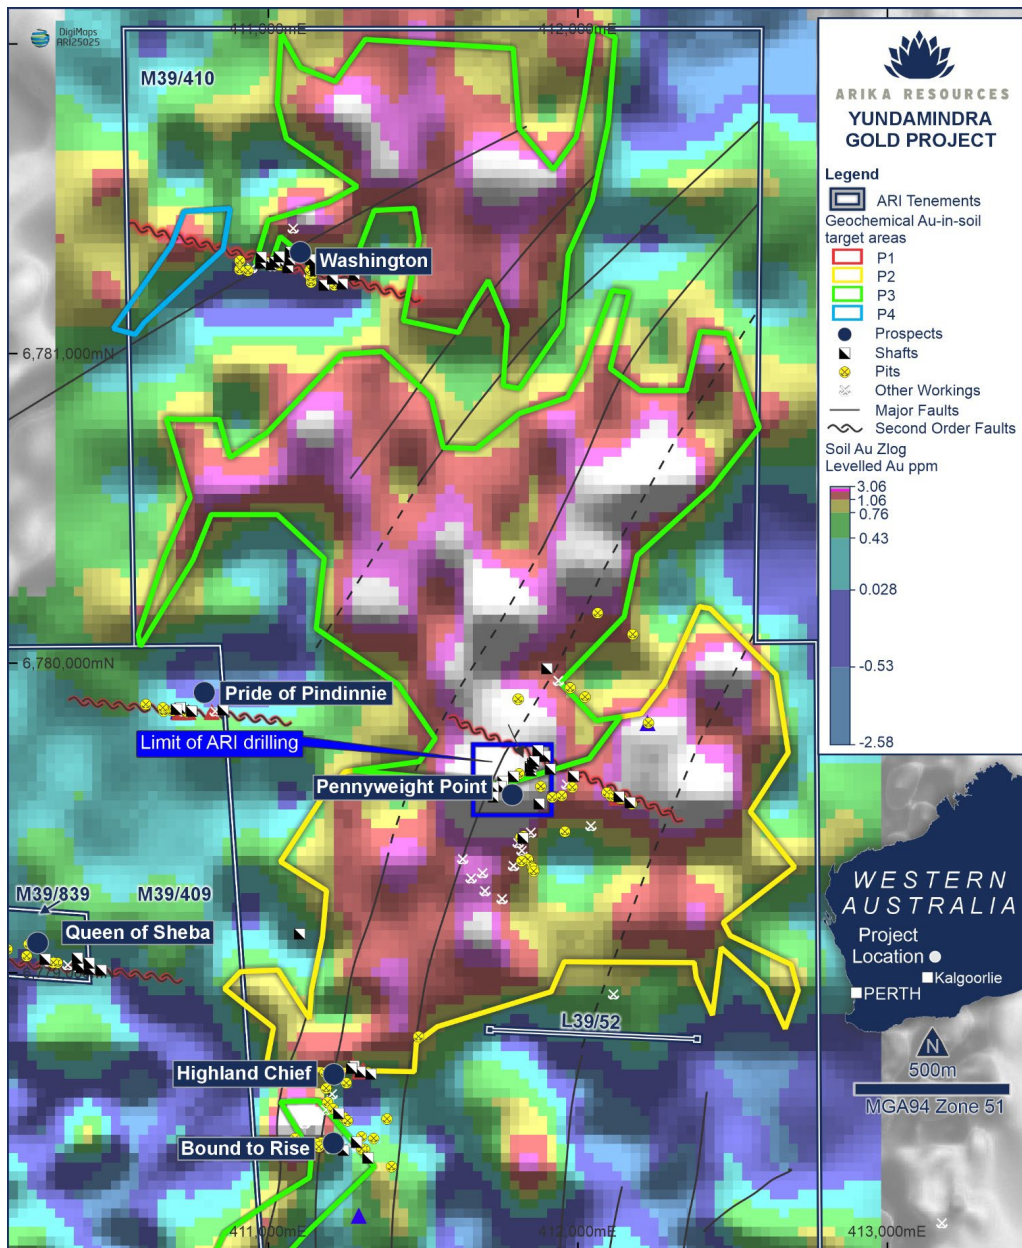 DigiMaps
ARI25025
411,000mE
412,000mE
M39/410
Washington
6,781,000mN
6,780,000mN
Pride of Pindinnie
Limit of ARI drilling
Pennyweight Point
M39/839
M39/409
Queen of Sheba
L39/52
Highland Chief
Bound to Rise
411,000mE
412,000mE
413,000mE
ARIKA RESOURCES
YUNDAMINDRA
GOLD PROJECT
Legend
ARI Tenements
Geochemical Au-in-soil
target areas
P1
P2
P3
P4
Prospects
Shafts
Pits
Other Workings
Major Faults
Second Order Faults
Soil Au Zlog
Levelled Au ppm
3.06
1.06
0.76
0.43
0.028
-0.53
-2.58
WESTERN
AUSTRALIA
Project
Location
Kalgoorlie
PERTH
N
500m
MGA94 Zone 51